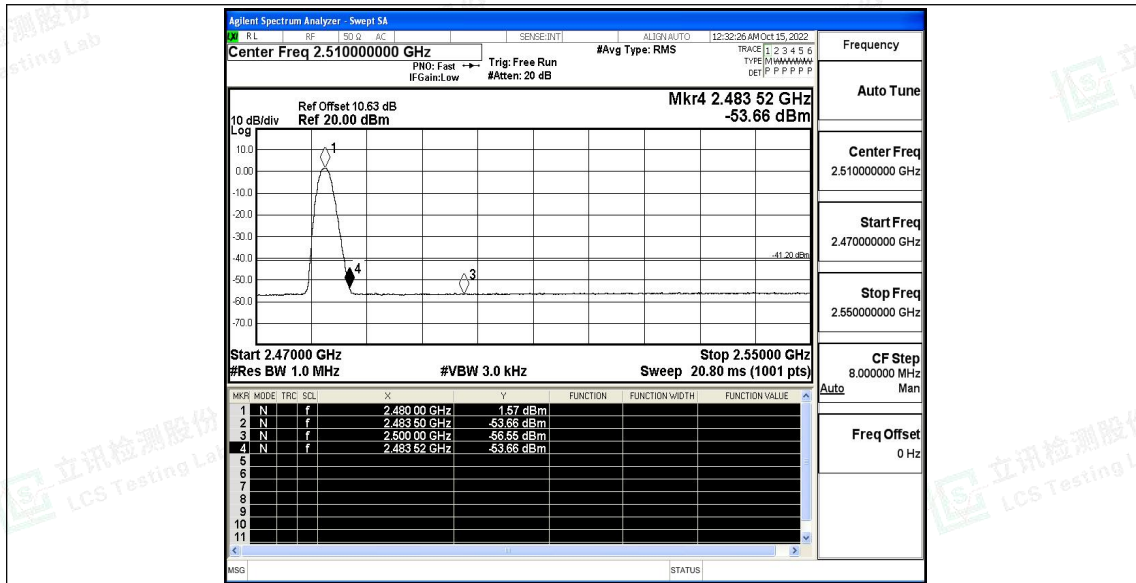 Agilent Spectrum Analyzer - Swept SA
LXI RL RF 50 Ω AC SENSE:INT ALIGN AUTO 12:32:26 AM Oct 15, 2022
Center Freq 2.510000000 GHz #Avg Type: RMS TRACE 1 2 3 4 5 6
PNO: Fast Trig: Free Run TYPE M W W W W W
IFGain:Low #Atten: 20 dB DET P P P P P P
Mkr4 2.483 52 GHz
Ref Offset 10.63 dB
10 dB/div Ref 20.00 dBm -53.66 dBm
Log
10.0
0.00
-10.0
-20.0
-30.0
-40.0
-50.0
-60.0
-70.0
1
4
3
-41.20 dBm
Start 2.47000 GHz Stop 2.55000 GHz
#Res BW 1.0 MHz #VBW 3.0 kHz Sweep 20.80 ms (1001 pts)
MKR MODE TRC SCL X Y FUNCTION FUNCTION WIDTH FUNCTION VALUE
1 N f 2.480 00 GHz 1.57 dBm
2 N f 2.483 50 GHz -53.66 dBm
3 N f 2.500 00 GHz -56.55 dBm
4 N f 2.483 52 GHz -53.66 dBm
5
6
7
8
9
10
11
MSG STATUS
Frequency
Auto Tune
Center Freq
2.510000000 GHz
Start Freq
2.470000000 GHz
Stop Freq
2.550000000 GHz
CF Step
8.000000 MHz
Auto Man
Freq Offset
0 Hz
立讯检测股份
LCS Testing Lab